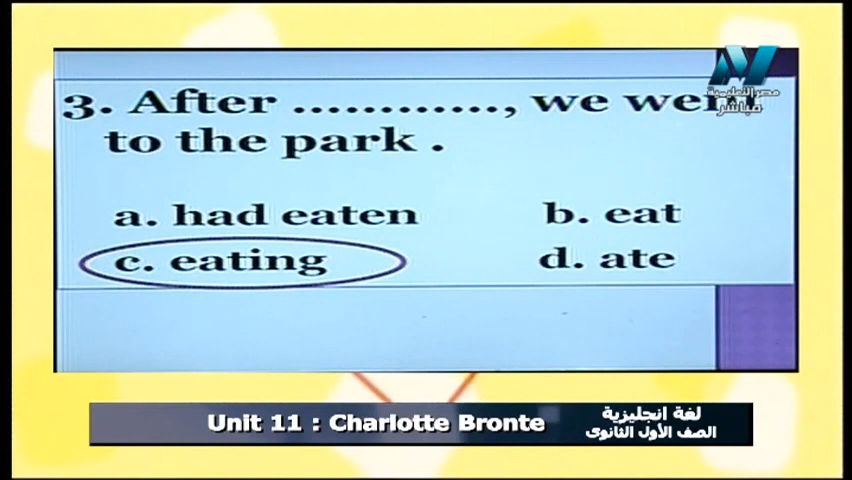 3. After ............, we went
to the park .
a. had eaten b. eat
c. eating d. ate
مصر التعليمية
مباشر
Unit 11 : Charlotte Bronte
لغة انجليزية
الصف الأول الثانوى